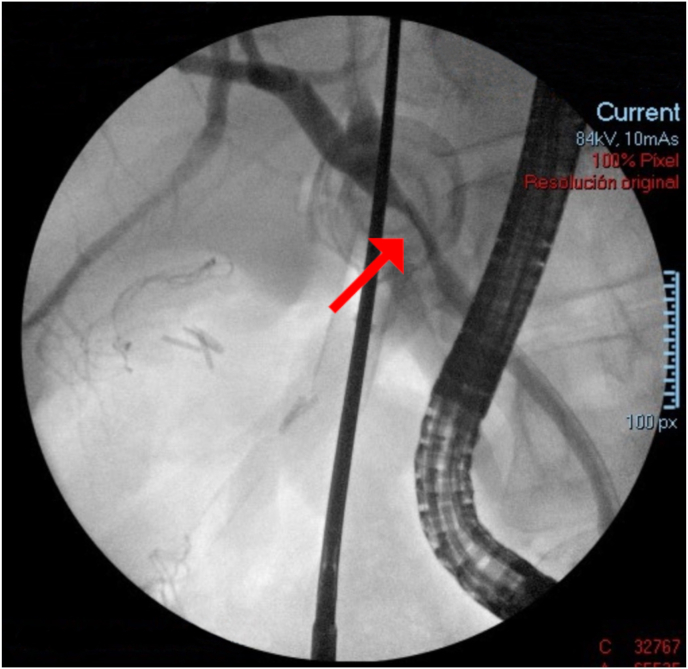 Current
84kV, 10mAs
100% Pixel
Resolución original
100 px
C 32767